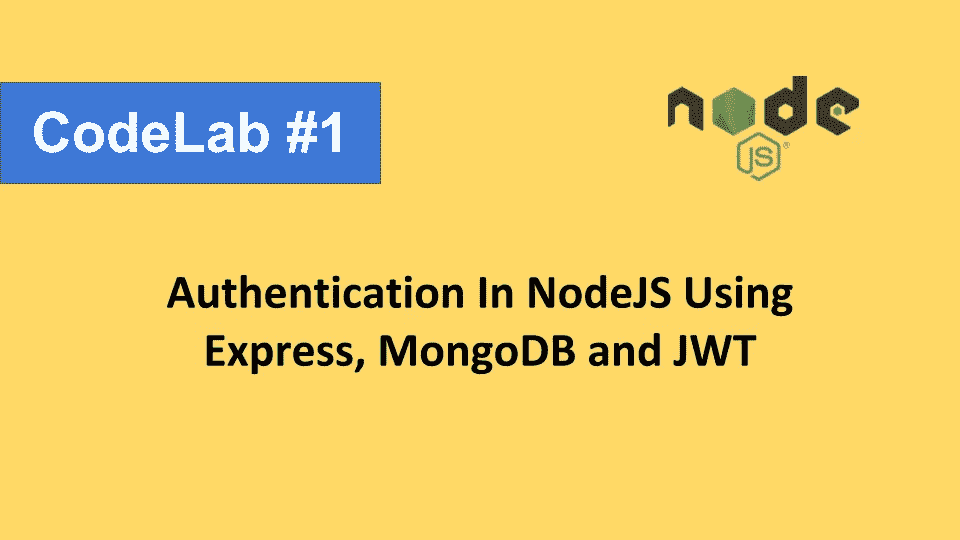 CodeLab #1
node
JS®
Authentication In NodeJS Using
Express, MongoDB and JWT